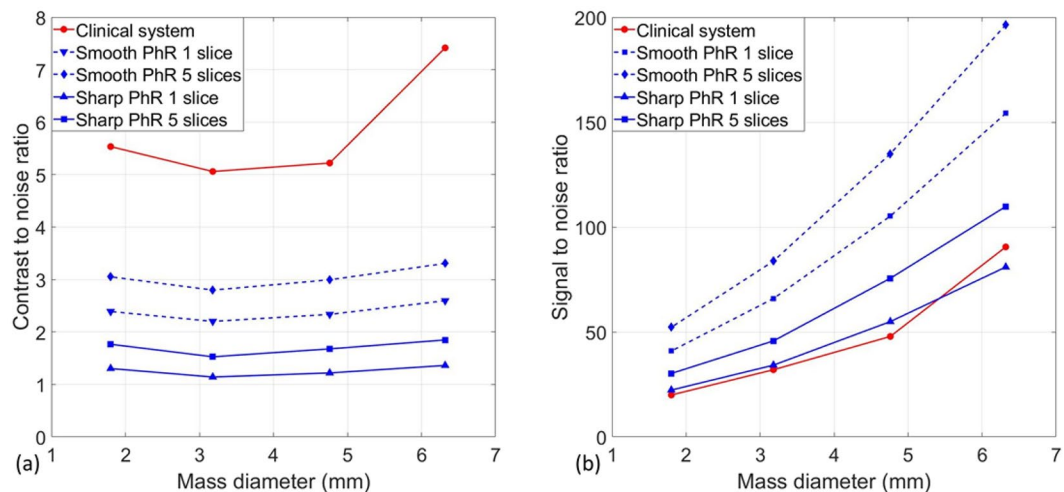 Contrast to noise ratio
8
7
6
5
4
3
2
1
0
Clinical system
Smooth PhR 1 slice
Smooth PhR 5 slices
Sharp PhR 1 slice
Sharp PhR 5 slices
1 2 3 4 5 6 7
(a)
Mass diameter (mm)
Signal to noise ratio
200
150
100
50
0
Clinical system
Smooth PhR 1 slice
Smooth PhR 5 slices
Sharp PhR 1 slice
Sharp PhR 5 slices
1 2 3 4 5 6 7
(b)
Mass diameter (mm)